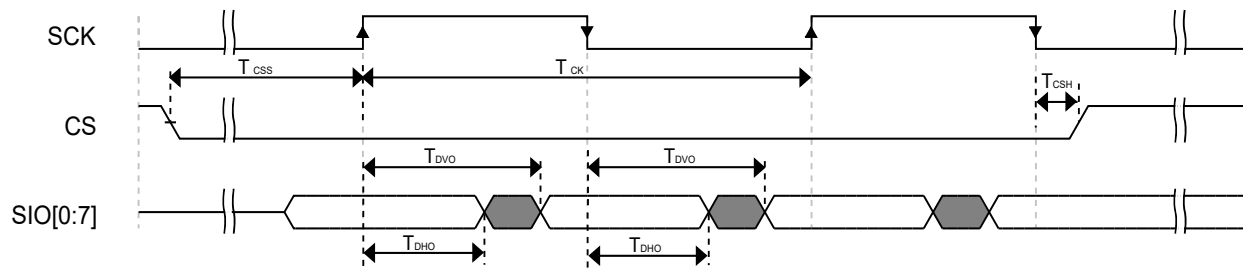 SCK
T CSS
T CK
T CSH
CS
T DVO
T DVO
SIO[0:7]
T DHO
T DHO